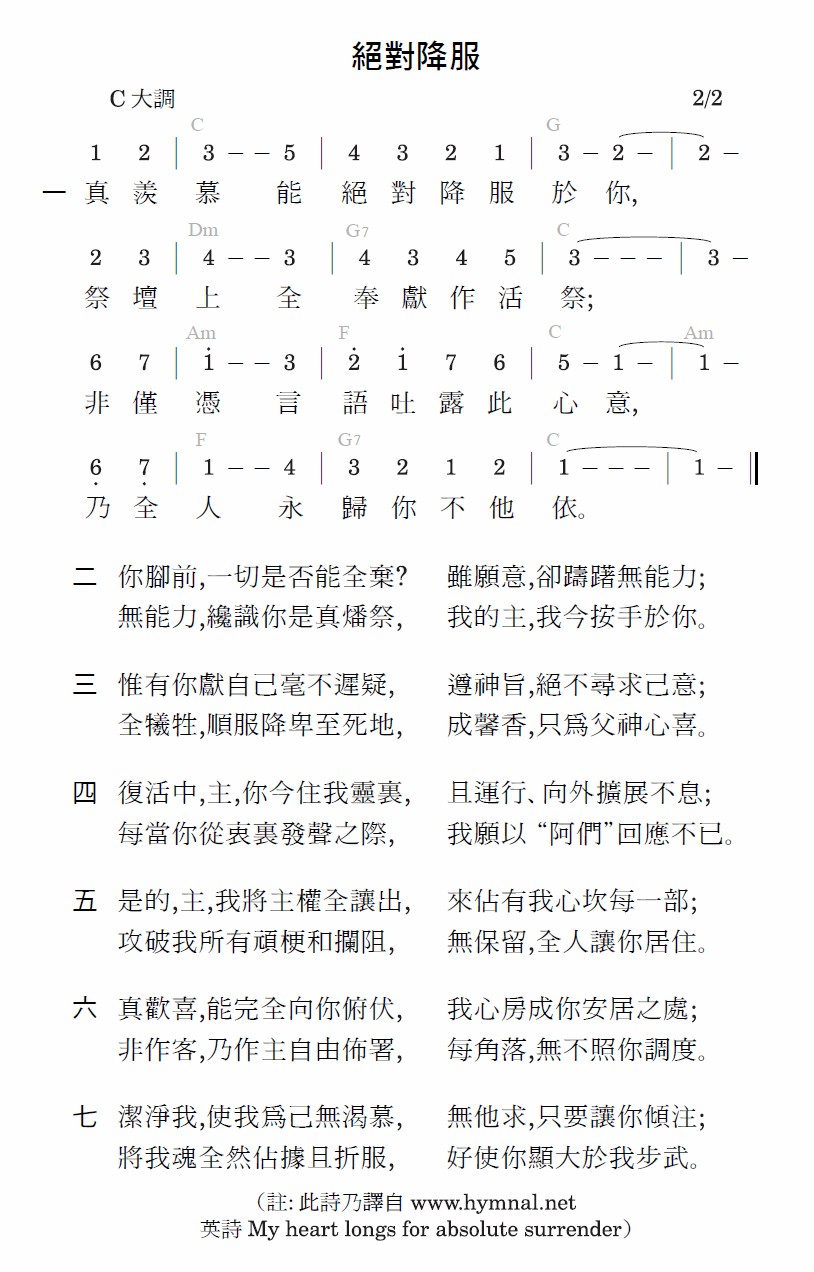 絕對降服
C 大調 2/2
C G
1 2 | 3 – – 5 | 4 3 2 1 | 3 – 2 – | 2 –
一 真 羨 慕 能 絕 對 降 服 於 你,
Dm G7 C
2 3 | 4 – – 3 | 4 3 4 5 | 3 – – – | 3 –
祭 壇 上 全 奉 獻 作 活 祭;
Am F C Am
6 7 | 1̇ – – 3 | 2̇ 1̇ 7 6 | 5 – 1 – | 1 –
非 僅 憑 言 語 吐 露 此 心 意,
F G7 C
6̣ 7̣ | 1 – – 4 | 3 2 1 2 | 1 – – – | 1 – ‖
乃 全 人 永 歸 你 不 他 依。
二 你腳前,一切是否能全棄? 雖願意,卻躊躇無能力;
無能力,纔識你是真燔祭, 我的主,我今按手於你。
三 惟有你獻自己毫不遲疑, 遵神旨,絕不尋求己意;
全犧牲,順服降卑至死地, 成馨香,只爲父神心喜。
四 復活中,主,你今住我靈裏, 且運行、向外擴展不息;
每當你從衷裏發聲之際, 我願以 “阿們”回應不已。
五 是的,主,我將主權全讓出, 來佔有我心坎每一部;
攻破我所有頑梗和攔阻, 無保留,全人讓你居住。
六 真歡喜,能完全向你俯伏, 我心房成你安居之處;
非作客,乃作主自由佈署, 每角落,無不照你調度。
七 潔淨我,使我爲己無渴慕, 無他求,只要讓你傾注;
將我魂全然佔據且折服, 好使你顯大於我步武。
(註: 此詩乃譯自 www.hymnal.net
英詩 My heart longs for absolute surrender)